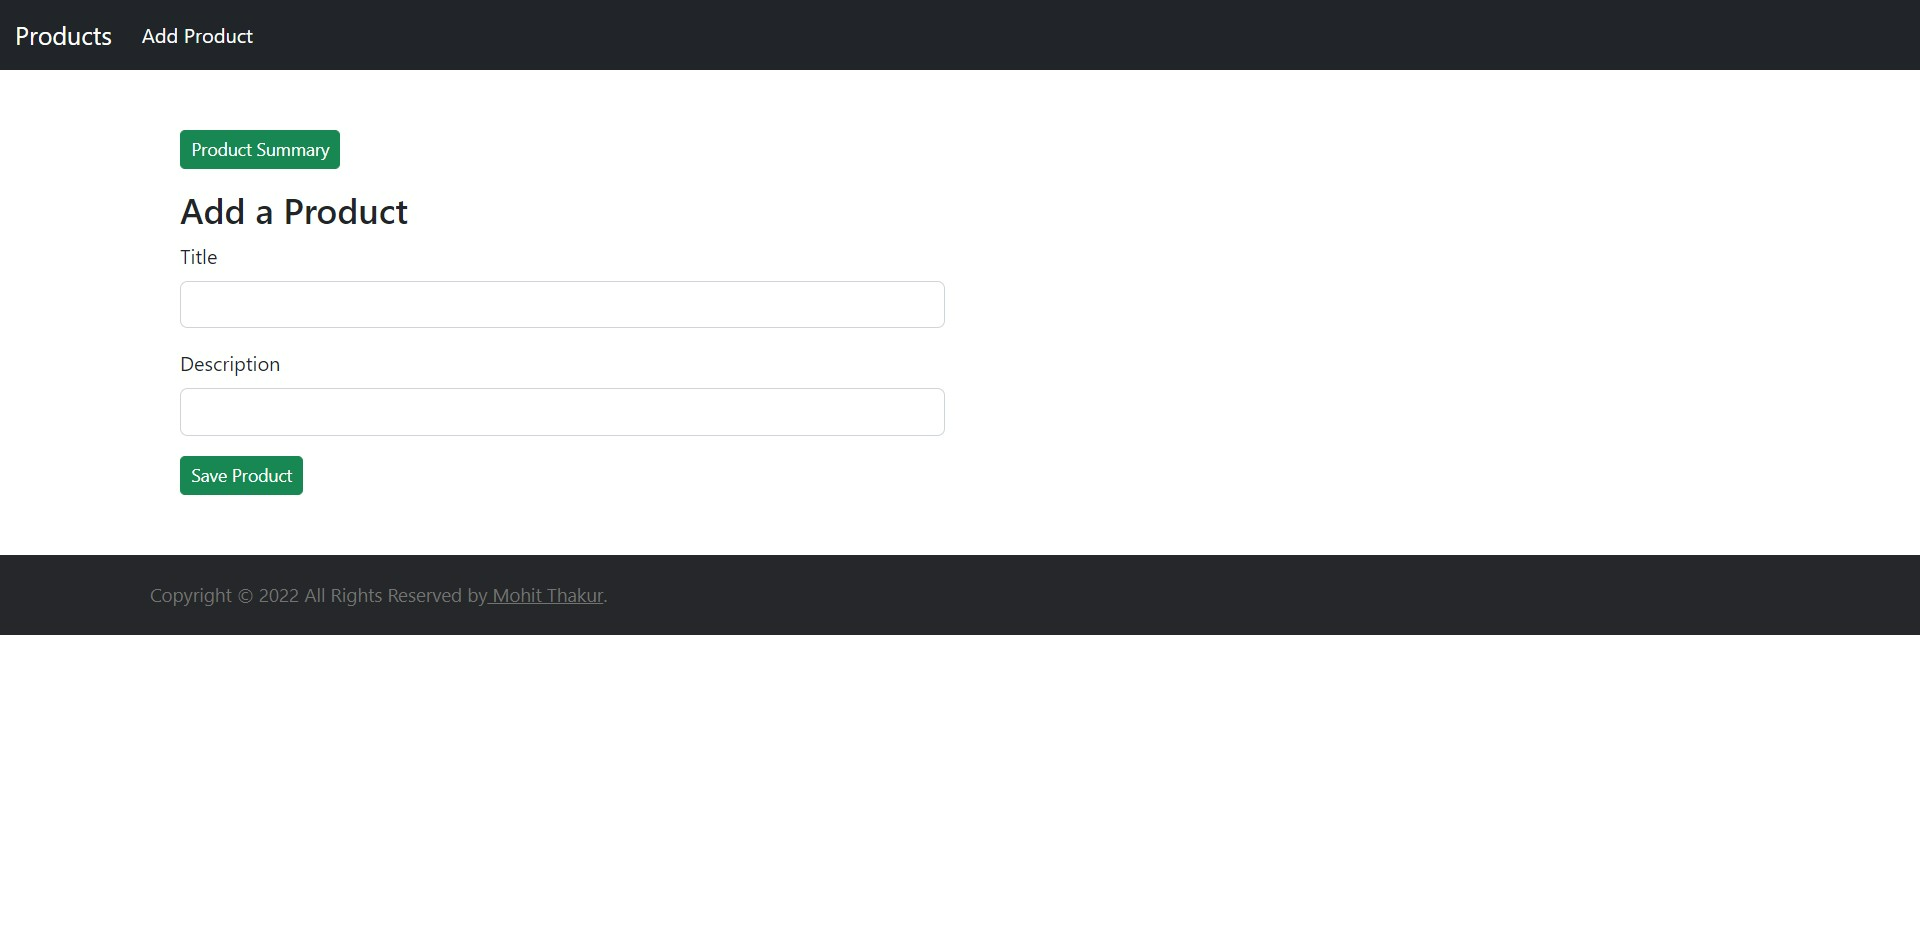 Products Add Product
Product Summary
Add a Product
Title
Description
Save Product
Copyright © 2022 All Rights Reserved by Mohit Thakur.